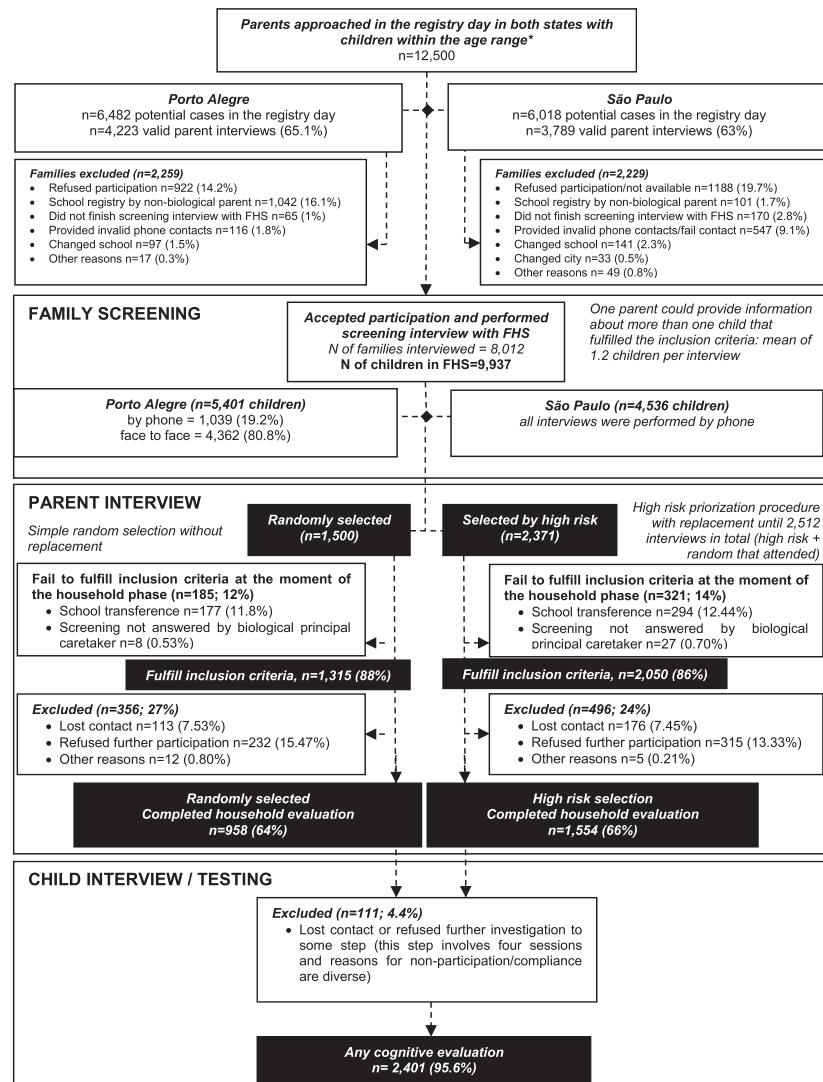 Parents approached in the registry day in both states with
children within the age range*
n=12,500
Porto Alegre
n=6,482 potential cases in the registry day
n=4,223 valid parent interviews (65.1%)
São Paulo
n=6,018 potential cases in the registry day
n=3,789 valid parent interviews (63%)
Families excluded (n=2,259)
• Refused participation n=922 (14.2%)
• School registry by non-biological parent n=1,042 (16.1%)
• Did not finish screening interview with FHS n=65 (1%)
• Provided invalid phone contacts n=116 (1.8%)
• Changed school n=97 (1.5%)
• Other reasons n=17 (0.3%)
Families excluded (n=2,229)
• Refused participation/not available n=1188 (19.7%)
• School registry by non-biological parent n=101 (1.7%)
• Did not finish screening interview with FHS n=170 (2.8%)
• Provided invalid phone contacts/fail contact n=547 (9.1%)
• Changed school n=141 (2.3%)
• Changed city n=33 (0.5%)
• Other reasons n= 49 (0.8%)
FAMILY SCREENING
Accepted participation and performed
screening interview with FHS
N of families interviewed = 8,012
N of children in FHS=9,937
One parent could provide information
about more than one child that
fulfilled the inclusion criteria: mean of
1.2 children per interview
Porto Alegre (n=5,401 children)
by phone = 1,039 (19.2%)
face to face = 4,362 (80.8%)
São Paulo (n=4,536 children)
all interviews were performed by phone
PARENT INTERVIEW
Simple random selection without
replacement
Randomly selected
(n=1,500)
Selected by high risk
(n=2,371)
High risk priorization procedure
with replacement until 2,512
interviews in total (high risk +
random that attended)
Fail to fulfill inclusion criteria at the moment of
the household phase (n=185; 12%)
• School transference n=177 (11.8%)
• Screening not answered by biological principal
caretaker n=8 (0.53%)
Fail to fulfill inclusion criteria at the moment of
the household phase (n=321; 14%)
• School transference n=294 (12.44%)
• Screening not answered by biological
principal caretaker n=27 (0.70%)
Fulfill inclusion criteria, n=1,315 (88%)
Fulfill inclusion criteria, n=2,050 (86%)
Excluded (n=356; 27%)
• Lost contact n=113 (7.53%)
• Refused further participation n=232 (15.47%)
• Other reasons n=12 (0.80%)
Excluded (n=496; 24%)
• Lost contact n=176 (7.45%)
• Refused further participation n=315 (13.33%)
• Other reasons n=5 (0.21%)
Randomly selected
Completed household evaluation
n=958 (64%)
High risk selection
Completed household evaluation
n=1,554 (66%)
CHILD INTERVIEW / TESTING
Excluded (n=111; 4.4%)
• Lost contact or refused further investigation to
some step (this step involves four sessions
and reasons for non-participation/compliance
are diverse)
Any cognitive evaluation
n= 2,401 (95.6%)